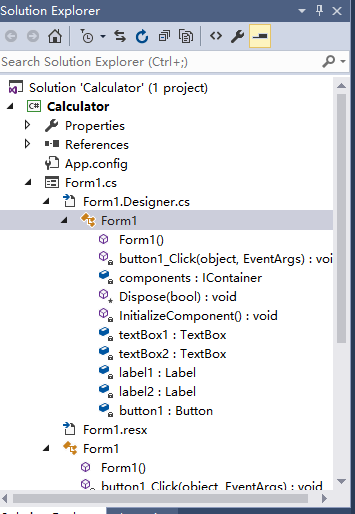 Solution Explorer
Search Solution Explorer (Ctrl+;)
Solution 'Calculator' (1 project)
Calculator
Properties
References
App.config
Form1.cs
Form1.Designer.cs
Form1
Form1()
button1_Click(object, EventArgs) : voi
components : IContainer
Dispose(bool) : void
InitializeComponent() : void
textBox1 : TextBox
textBox2 : TextBox
label1 : Label
label2 : Label
button1 : Button
Form1.resx
Form1
Form1()
button1_Click(object, EventArgs) : void